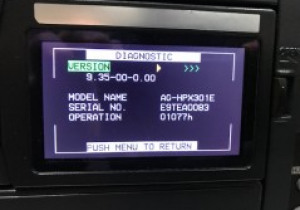 DIAGNOSTIC
VERSION >>>
9.35-00-0.00
MODEL NAME AG-HPX301E
SERIAL NO. E9TEA0083
OPERATION 01077h
PUSH MENU TO RETURN